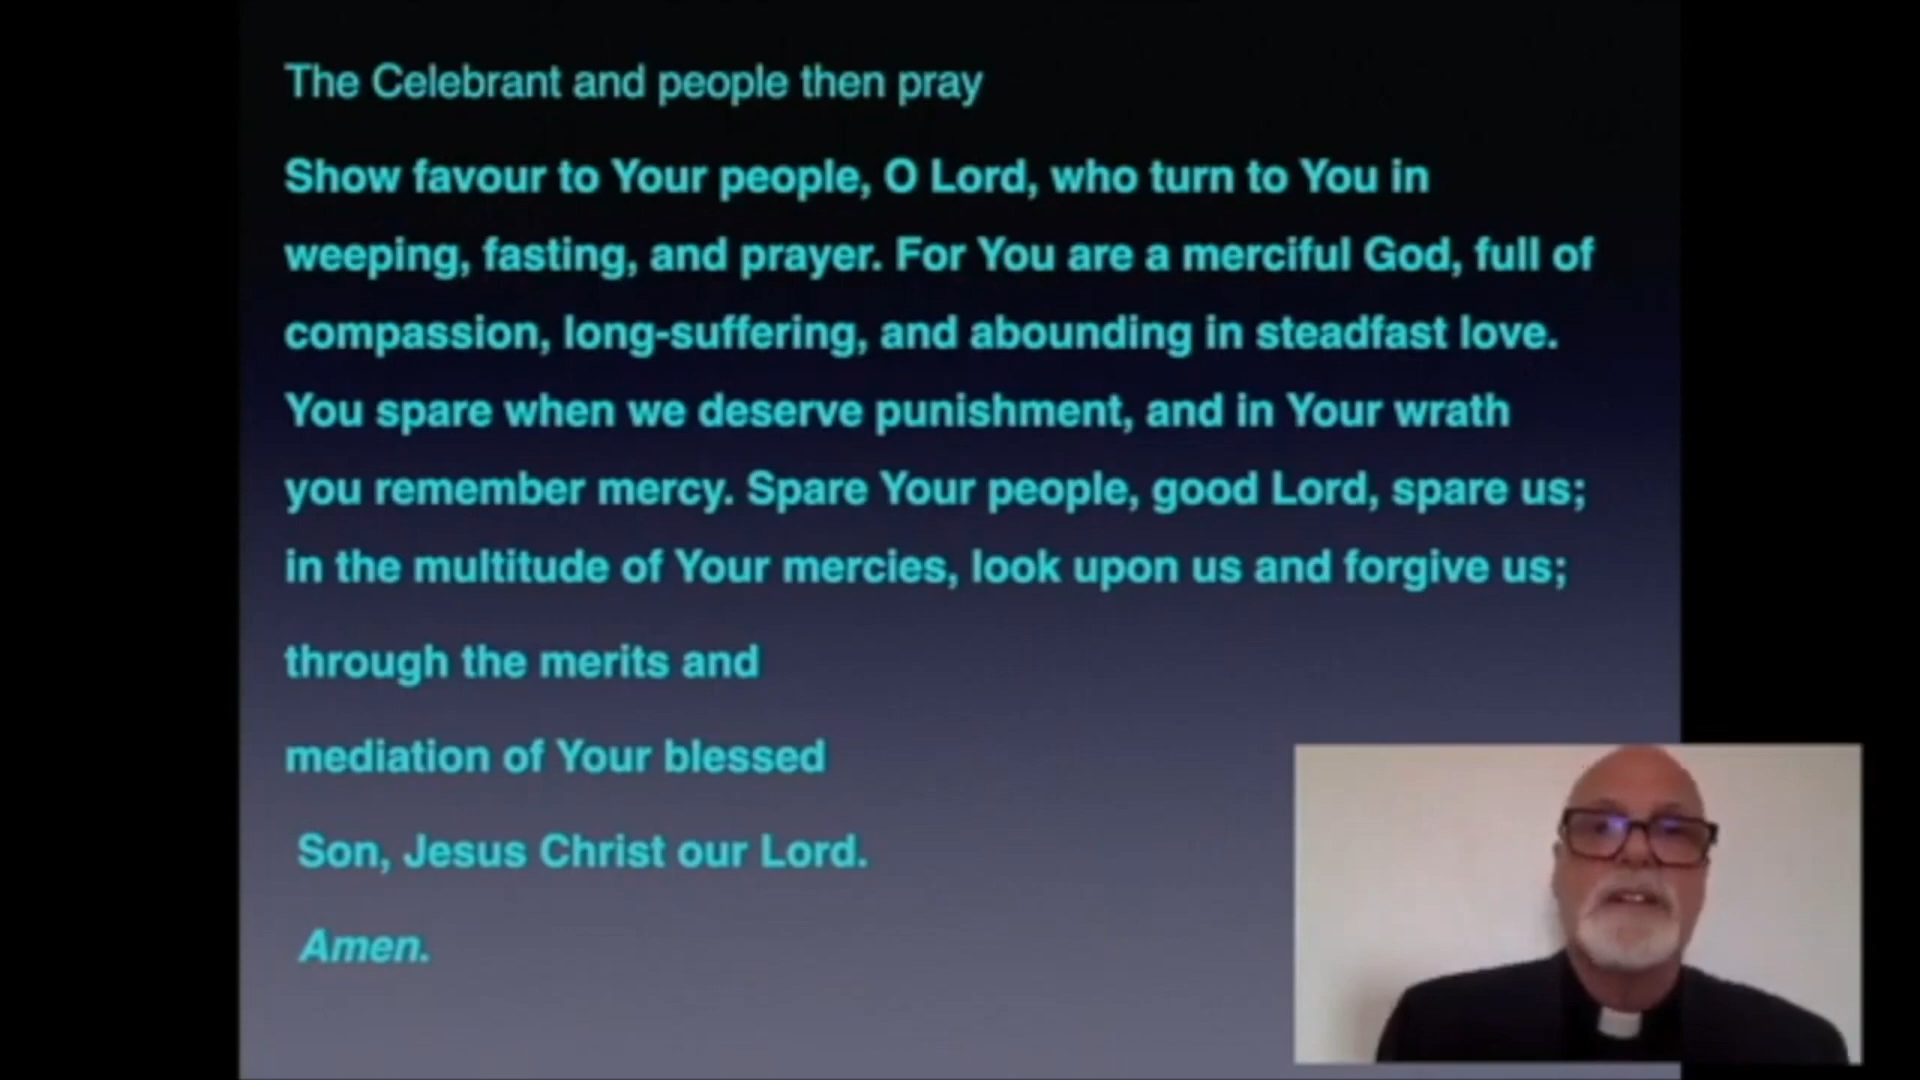 The Celebrant and people then pray
Show favour to Your people, O Lord, who turn to You in
weeping, fasting, and prayer. For You are a merciful God, full of
compassion, long-suffering, and abounding in steadfast love.
You spare when we deserve punishment, and in Your wrath
you remember mercy. Spare Your people, good Lord, spare us;
in the multitude of Your mercies, look upon us and forgive us;
through the merits and
mediation of Your blessed
Son, Jesus Christ our Lord.
Amen.